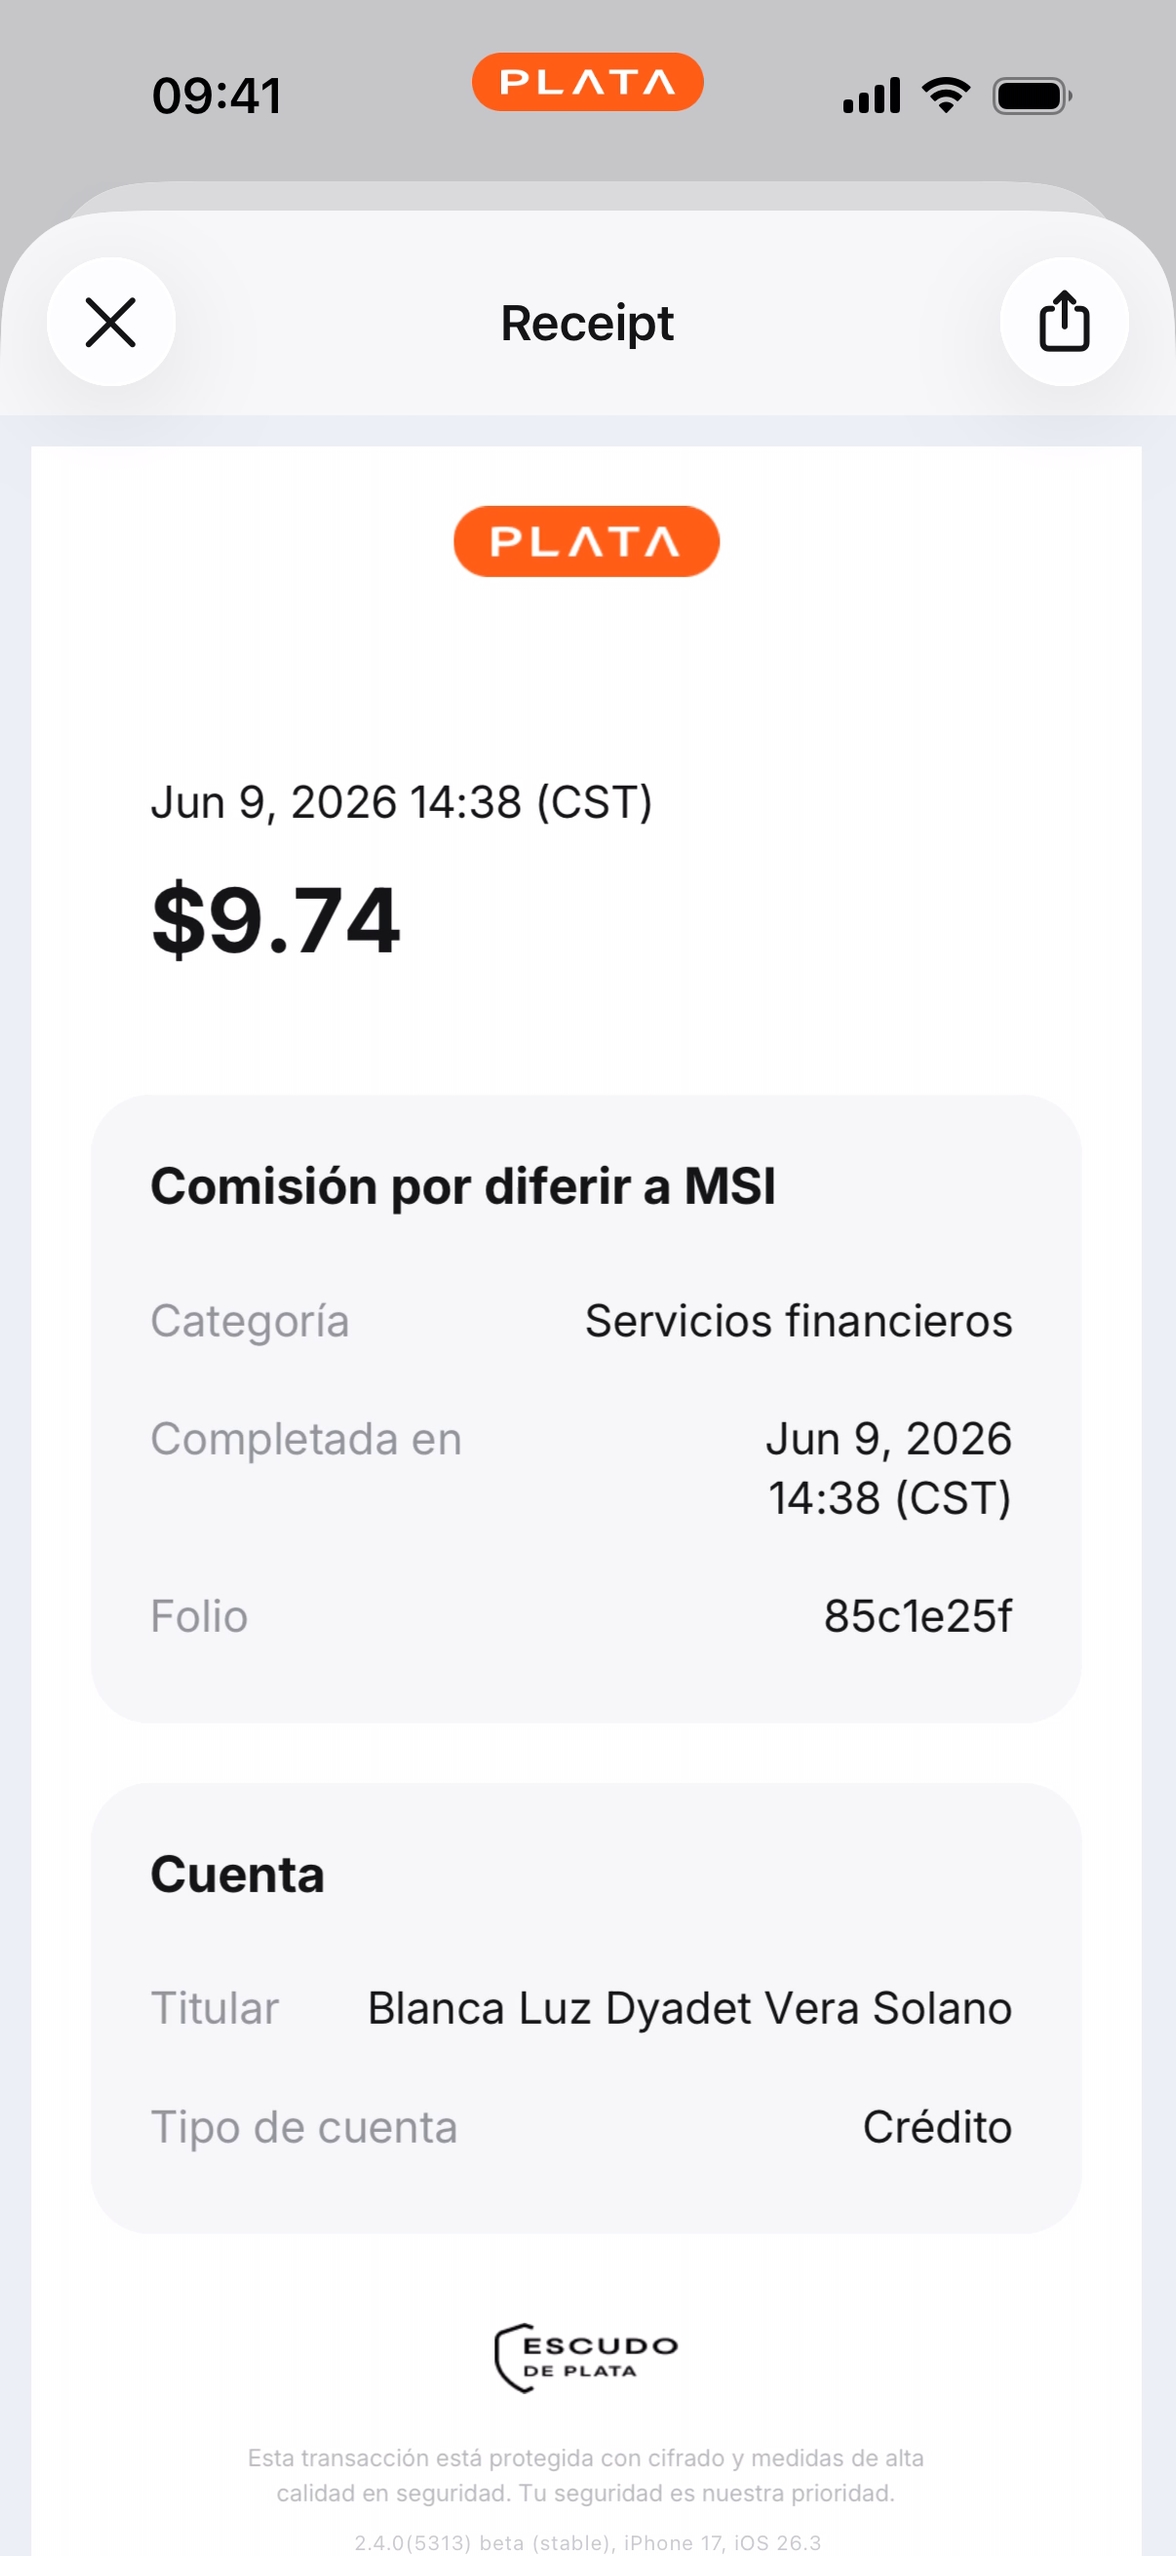 09:41
PLATA
Receipt
PLATA
Jun 9, 2026 14:38 (CST)
$9.74
Comisión por diferir a MSI
Categoría Servicios financieros
Completada en Jun 9, 2026
14:38 (CST)
Folio 85c1e25f
Cuenta
Titular Blanca Luz Dyadet Vera Solano
Tipo de cuenta Crédito
ESCUDO
DE PLATA
Esta transacción está protegida con cifrado y medidas de alta
calidad en seguridad. Tu seguridad es nuestra prioridad.
2.4.0(5313) beta (stable), iPhone 17, iOS 26.3